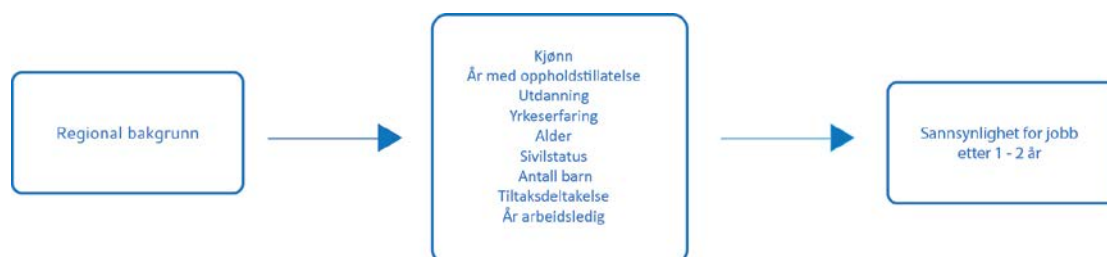 Regional bakgrunn
Kjønn
År med oppholdstillatelse
Utdanning
Yrkeserfaring
Alder
Sivilstatus
Antall barn
Tiltaksdeltakelse
År arbeidsledig
Sannsynlighet for jobb
etter 1 - 2 år